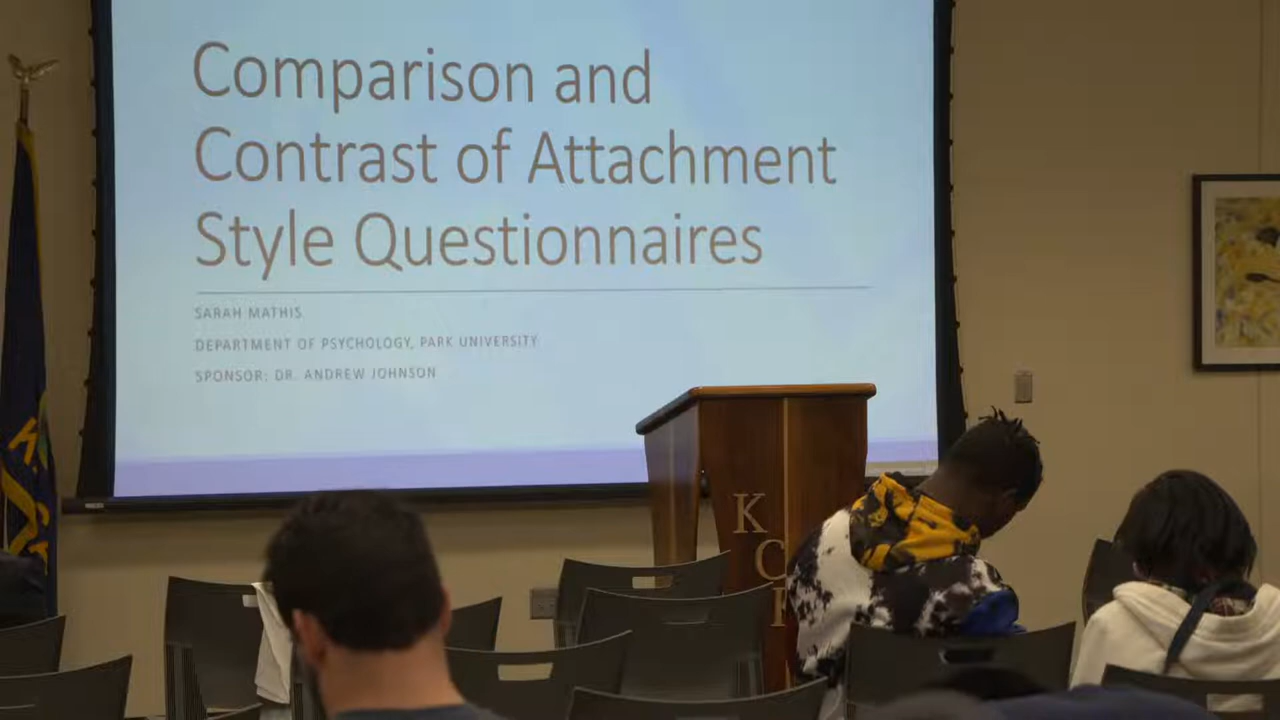 Comparison and
Contrast of Attachment
Style Questionnaires
SARAH MATHIS
DEPARTMENT OF PSYCHOLOGY, PARK UNIVERSITY
SPONSOR: DR. ANDREW JOHNSON
K
C